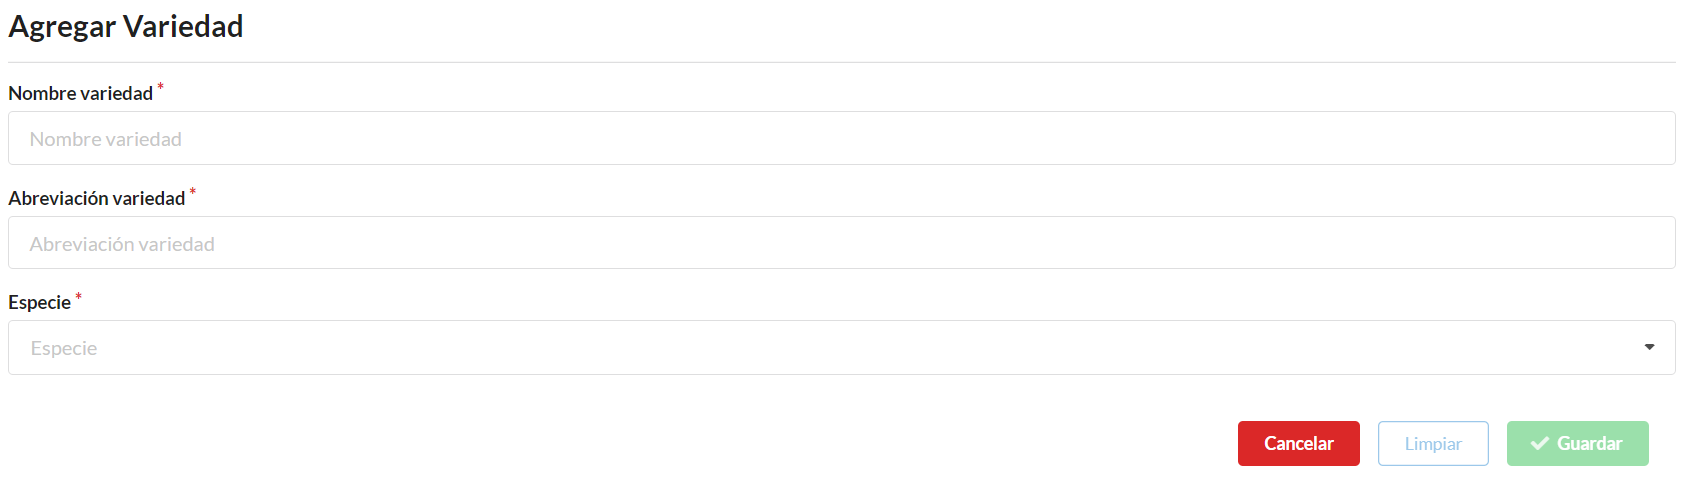 Agregar Variedad
Nombre variedad *
Nombre variedad
Abreviación variedad *
Abreviación variedad
Especie *
Especie
Cancelar Limpiar Guardar